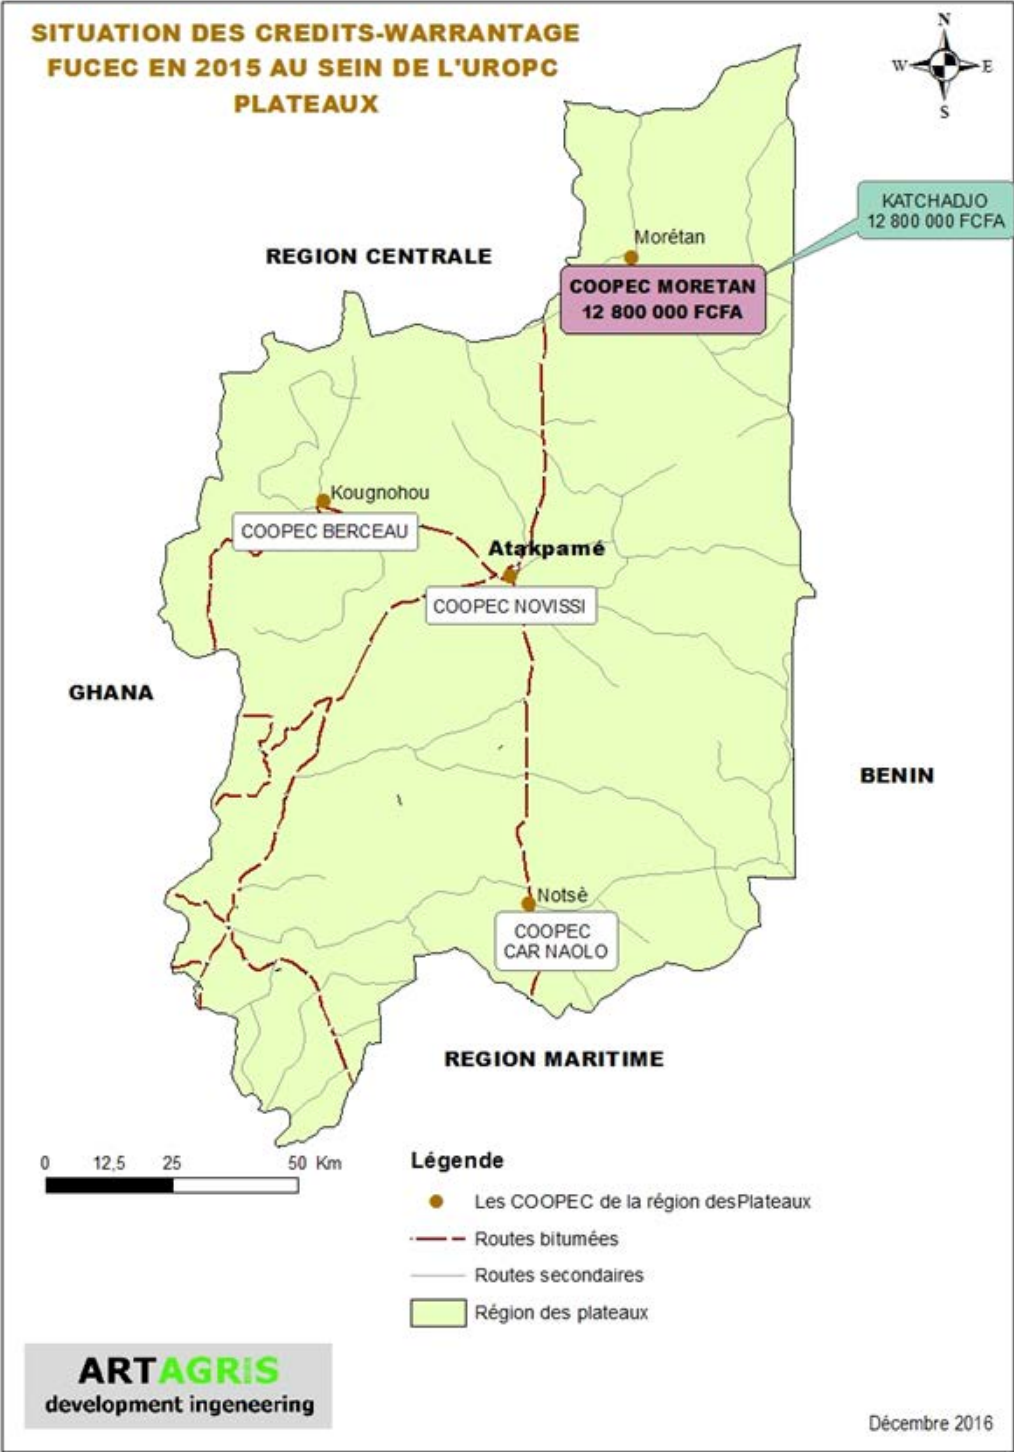 SITUATION DES CREDITS-WARRANTAGE
FUCEC EN 2015 AU SEIN DE L'UROPC
PLATEAUX
N
W
E
S
KATCHADJO
12 800 000 FCFA
Morétan
REGION CENTRALE
COOPEC MORETAN
12 800 000 FCFA
Kougnohou
COOPEC BERCEAU
Atakpamé
COOPEC NOVISSI
GHANA
BENIN
Notsè
COOPEC
CAR NAOLO
REGION MARITIME
0 12,5 25 50 Km
Légende
Les COOPEC de la région desPlateaux
Routes bitumées
Routes secondaires
Région des plateaux
ARTAGRIS
development ingeneering
Décembre 2016